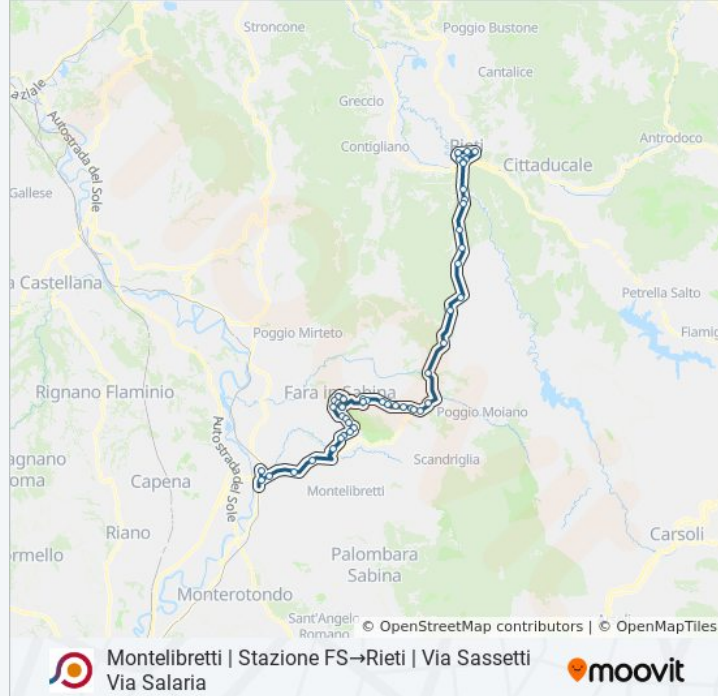 Stroncone
Poggio Bustone
Cantalice
aziale
Greccio
Autostrada del Sole
Contigliano
Rieti
Antrodoco
Cittaducale
Gallese
a Castellana
Petrella Salto
Poggio Mirteto
Flamig
Rignano Flaminio
Fara in Sabina
Poggio Moiano
Autostrada del Sole
agnano
oma
Capena
Scandriglia
Montelibretti
Riano
Carsoli
ormello
Palombara
Sabina
Monterotondo
Sant'Angelo
Romano
© OpenStreetMap contributors | © OpenMapTiles
Montelibretti | Stazione FS→Rieti | Via Sassetti
Via Salaria
moovit